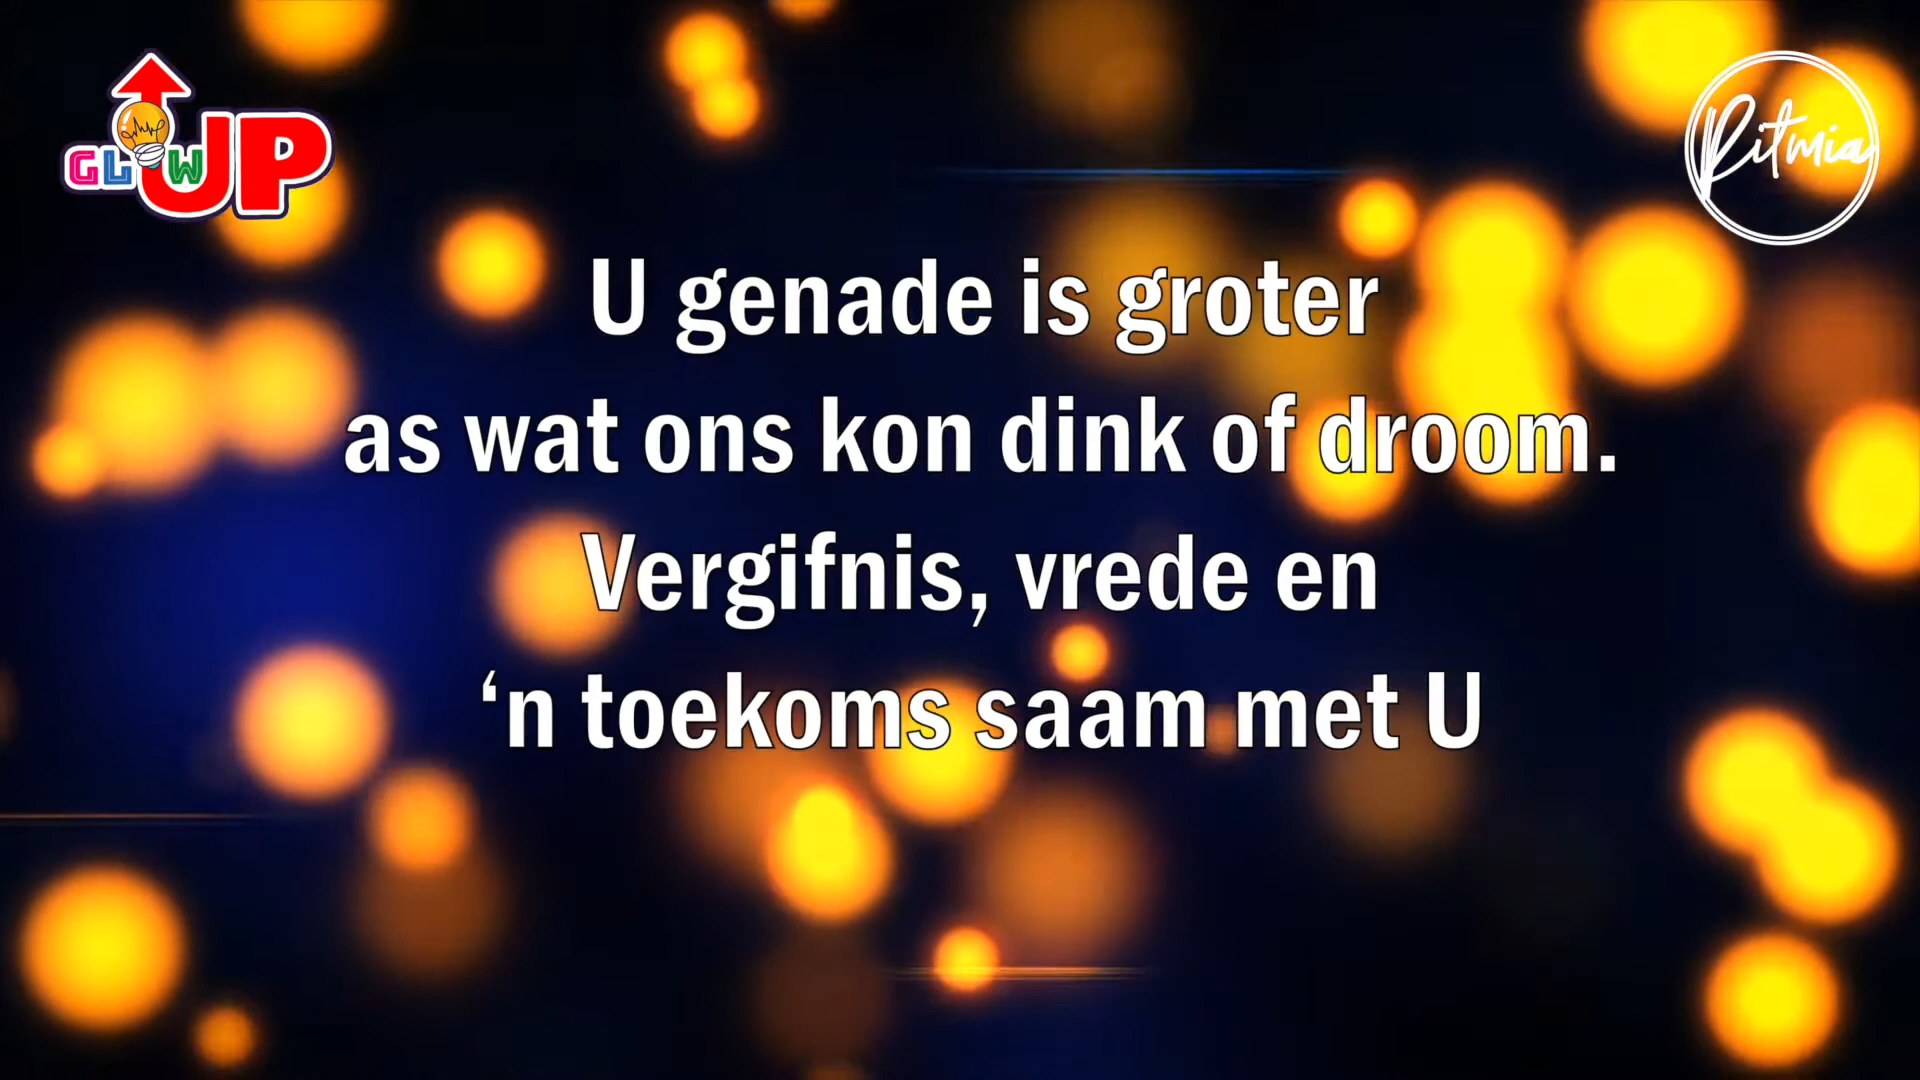 GLOW UP
Ritmia
U genade is groter
as wat ons kon dink of droom.
Vergifnis, vrede en
‘n toekoms saam met U